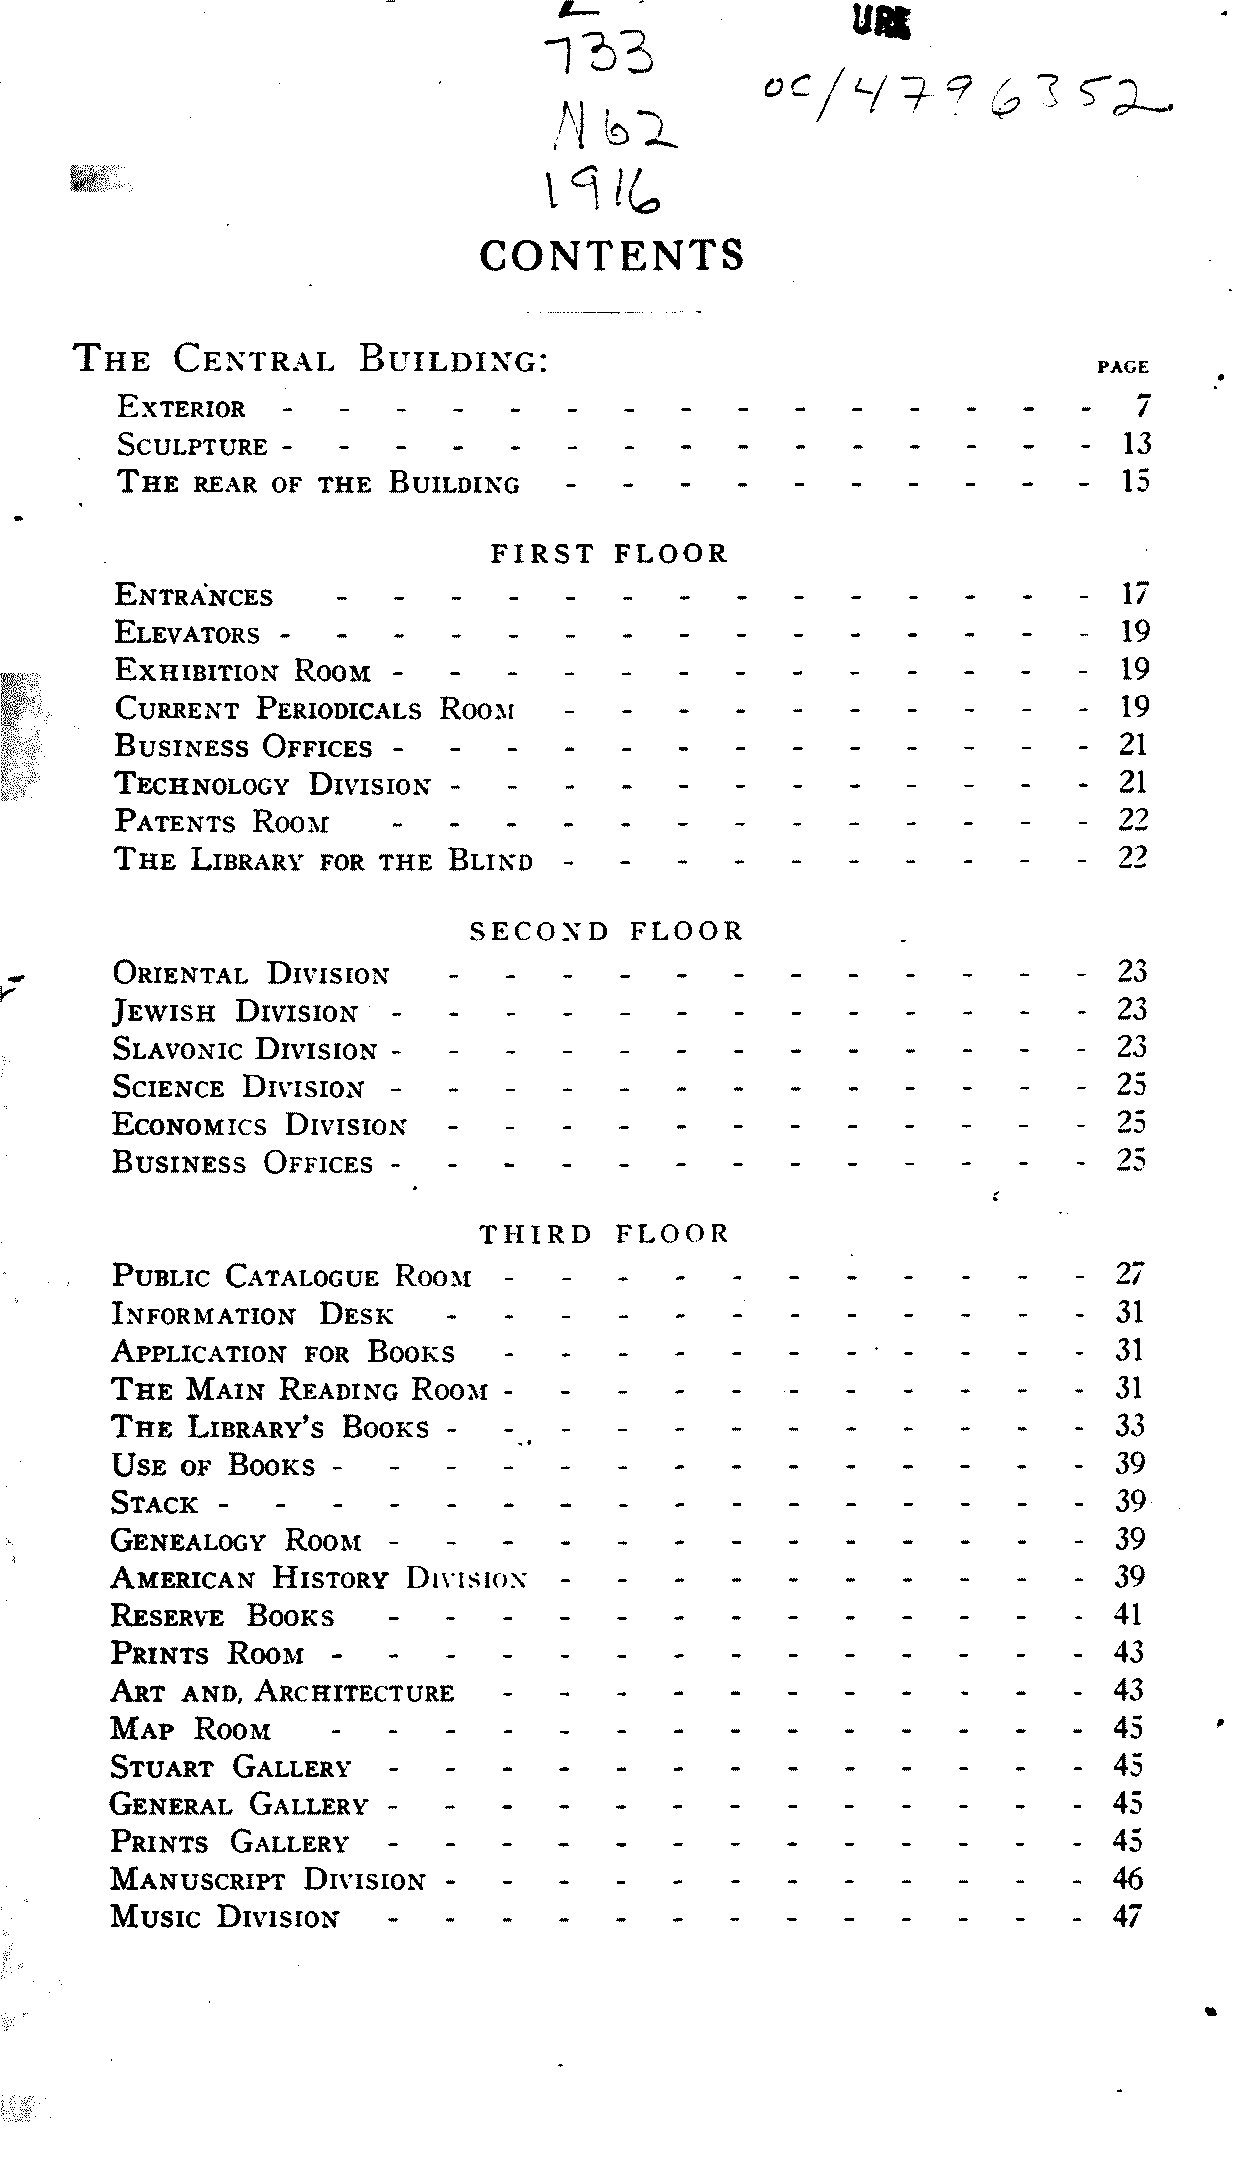 URE
733
oc/4796352
N62
1916
CONTENTS
THE CENTRAL BUILDING:
PAGE
EXTERIOR - - - - - - - - - - - - - - - 7
SCULPTURE - - - - - - - - - - - - - - - 13
THE REAR OF THE BUILDING - - - - - - - - - - 15
FIRST FLOOR
ENTRANCES - - - - - - - - - - - - - - 17
ELEVATORS - - - - - - - - - - - - - - - 19
EXHIBITION ROOM - - - - - - - - - - - - - 19
CURRENT PERIODICALS ROOM - - - - - - - - - - 19
BUSINESS OFFICES - - - - - - - - - - - - - 21
TECHNOLOGY DIVISION - - - - - - - - - - - - 21
PATENTS ROOM - - - - - - - - - - - - - 22
THE LIBRARY FOR THE BLIND - - - - - - - - - - 22
SECOND FLOOR
ORIENTAL DIVISION - - - - - - - - - - - - 23
JEWISH DIVISION - - - - - - - - - - - - - 23
SLAVONIC DIVISION - - - - - - - - - - - - - 23
SCIENCE DIVISION - - - - - - - - - - - - - 25
ECONOMICS DIVISION - - - - - - - - - - - - 25
BUSINESS OFFICES - - - - - - - - - - - - - 25
THIRD FLOOR
PUBLIC CATALOGUE ROOM - - - - - - - - - - - 27
INFORMATION DESK - - - - - - - - - - - - 31
APPLICATION FOR BOOKS - - - - - - - - - - - 31
THE MAIN READING ROOM - - - - - - - - - - - 31
THE LIBRARY'S BOOKS - - - - - - - - - - - - 33
USE OF BOOKS - - - - - - - - - - - - - - 39
STACK - - - - - - - - - - - - - - - - 39
GENEALOGY ROOM - - - - - - - - - - - - - 39
AMERICAN HISTORY DIVISION - - - - - - - - - - 39
RESERVE BOOKS - - - - - - - - - - - - - 41
PRINTS ROOM - - - - - - - - - - - - - - 43
ART AND, ARCHITECTURE - - - - - - - - - - - 43
MAP ROOM - - - - - - - - - - - - - - 45
STUART GALLERY - - - - - - - - - - - - - 45
GENERAL GALLERY - - - - - - - - - - - - - 45
PRINTS GALLERY - - - - - - - - - - - - - 45
MANUSCRIPT DIVISION - - - - - - - - - - - - 46
MUSIC DIVISION - - - - - - - - - - - - - 47